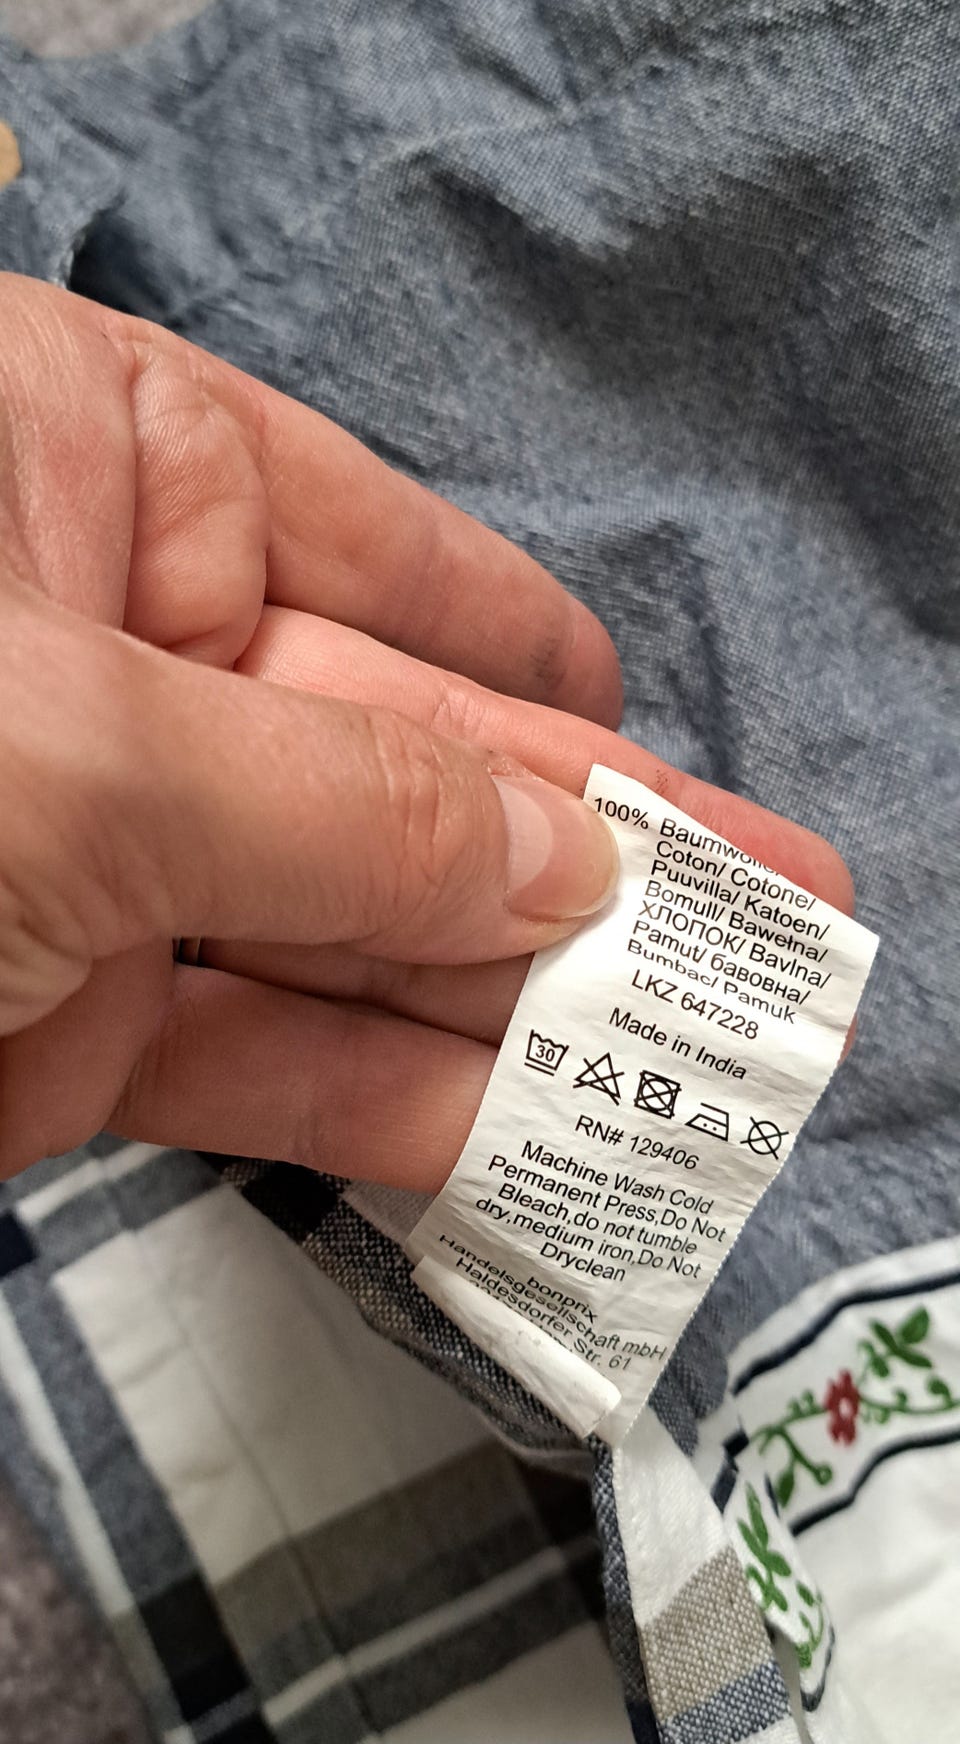 100% Baumwolle/
Coton/ Cotone/
Puuvilla/ Katoen/
Bomull/ Bawełna/
ХЛОПОК/ Bavlna/
Pamut/ бавовна/
Bumbac/ Pamuk
LKZ 647228
Made in India
30
RN# 129406
Machine Wash Cold
Permanent Press,Do Not
Bleach,do not tumble
dry,medium iron,Do Not
Dryclean
bonprix
Handelsgesellschaft mbH
Haldesdorfer Str. 61